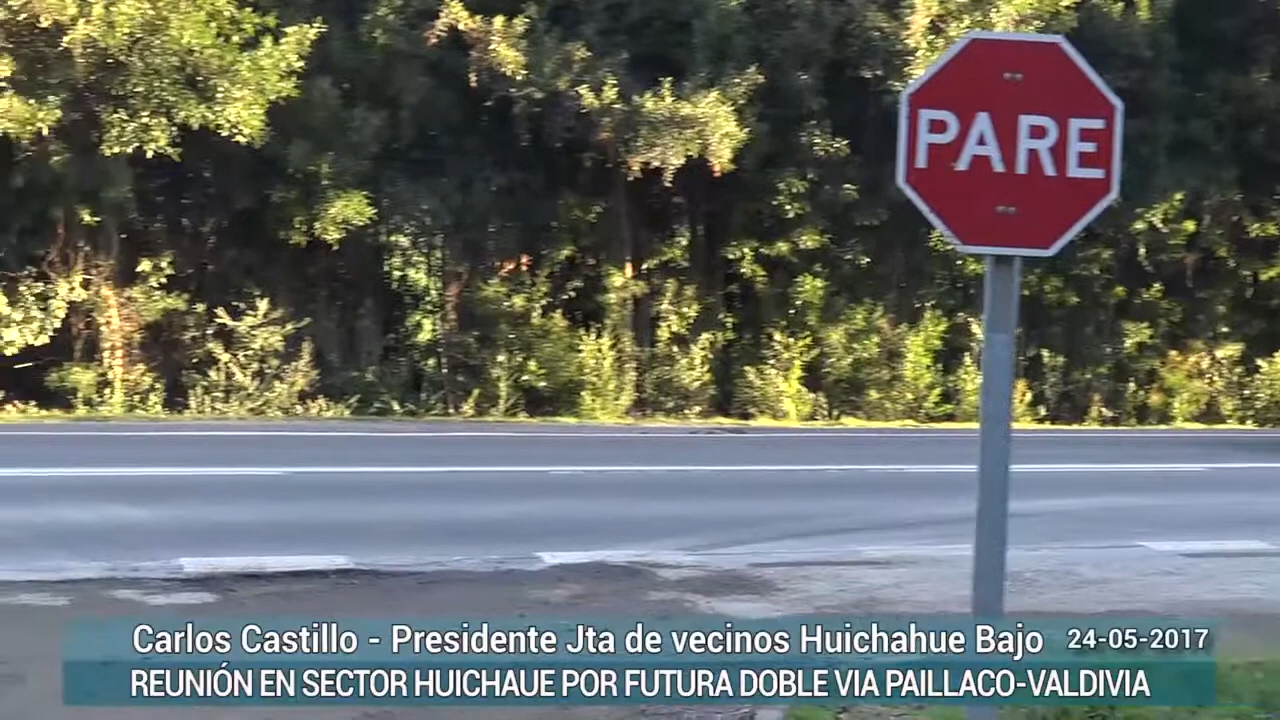 PARE
Carlos Castillo - Presidente Jta de vecinos Huichahue Bajo 24-05-2017
REUNIÓN EN SECTOR HUICHAUE POR FUTURA DOBLE VIA PAILLACO-VALDIVIA